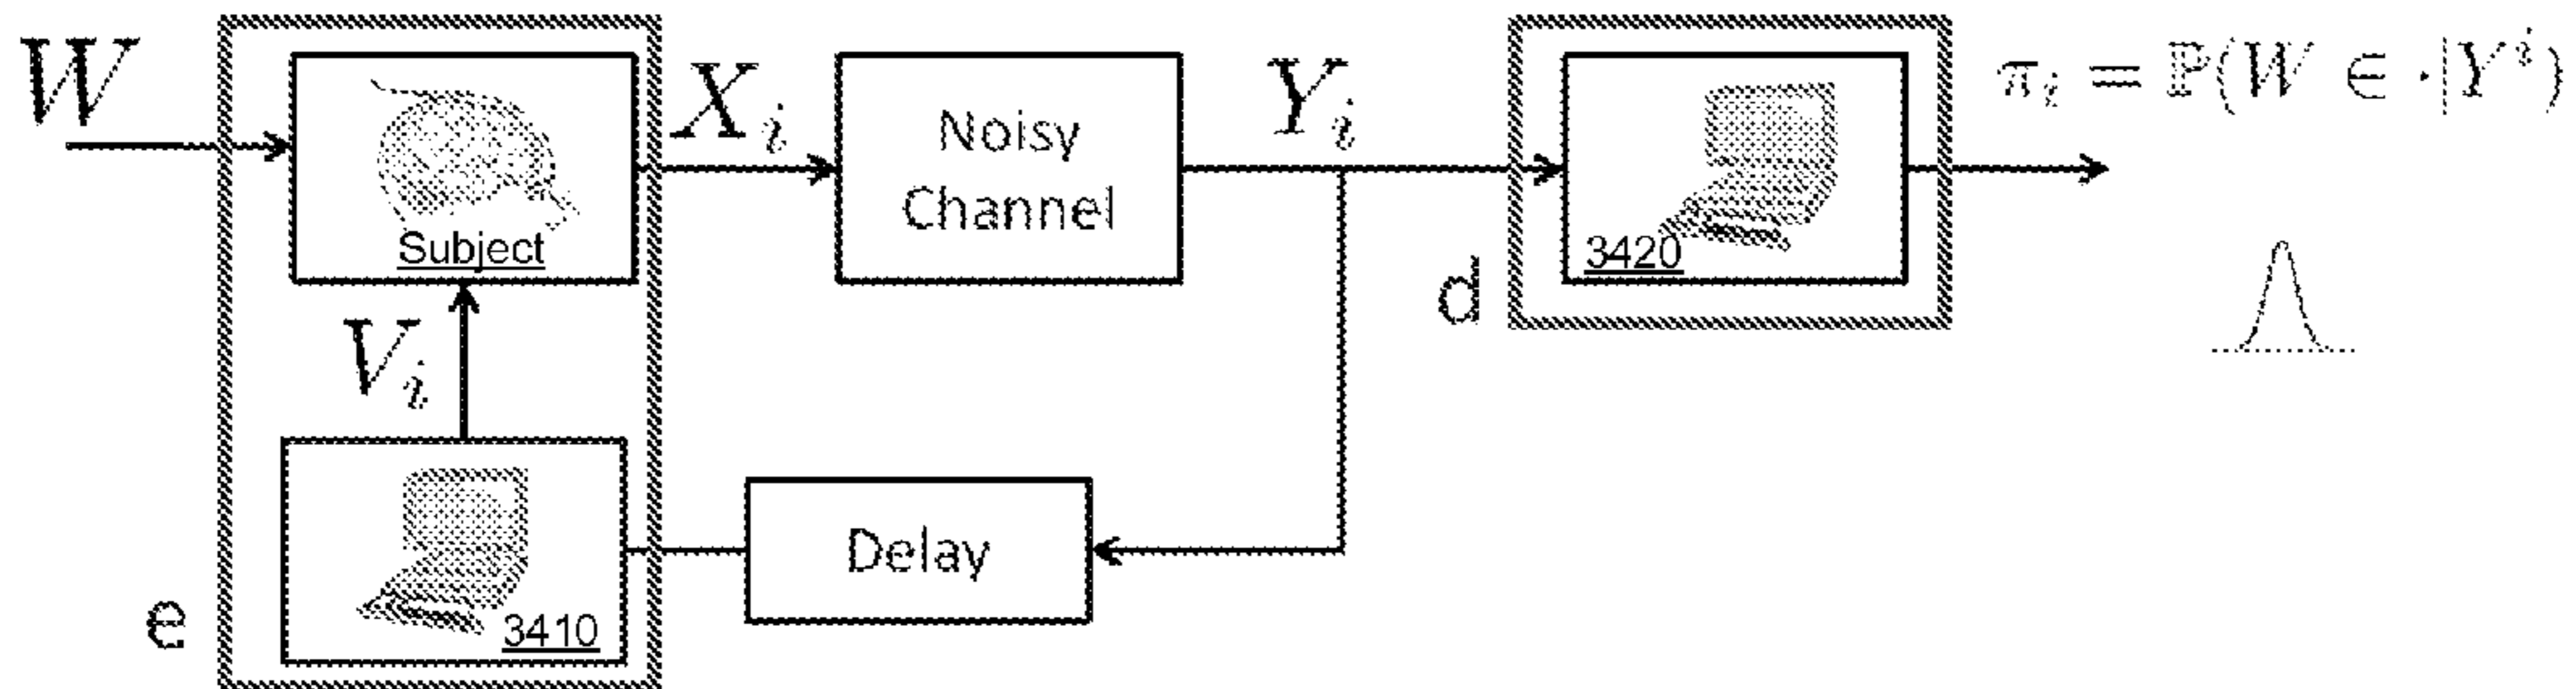 W
X_i
Noisy
Channel
Y_i
π_i = ℙ(W ∈ ·|Y^i)
Subject
3420
d
V_i
Delay
3410
e